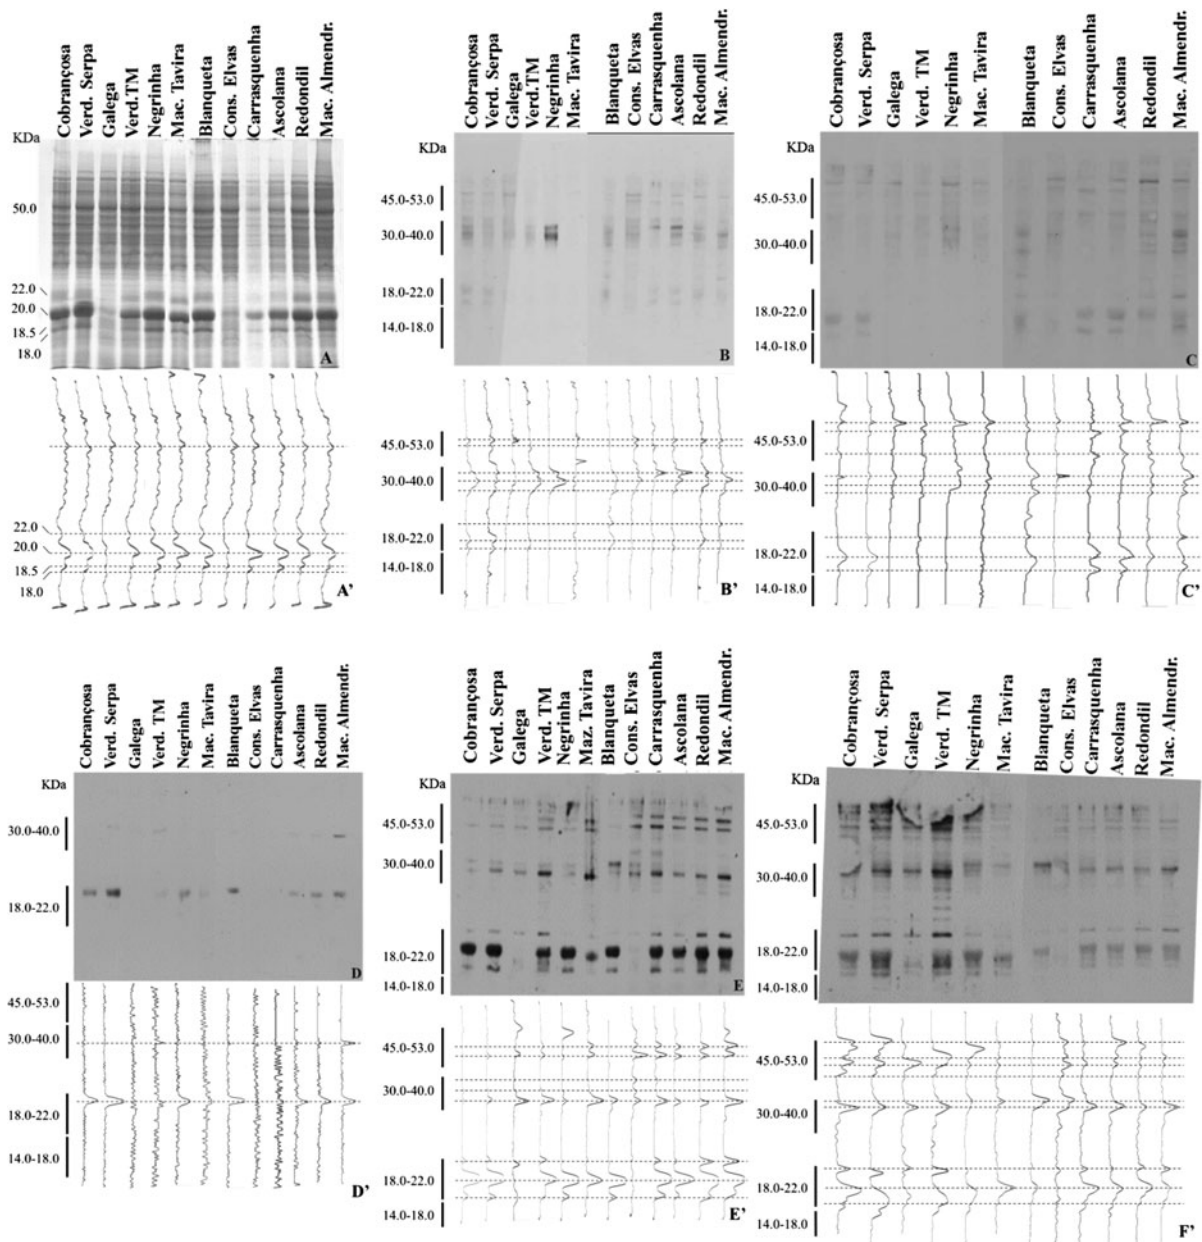 Cobrançosa
Verd. Serpa
Galega
Verd.TM
Negrinha
Mac. Tavira
Blanqueta
Cons. Elvas
Carrasquenha
Ascolana
Redondil
Mac. Almendr.
KDa
50.0
22.0
20.0
18.5
18.0
A
22.0
20.0
18.5
18.0
A'
Cobrançosa
Verd. Serpa
Galega
Verd.TM
Negrinha
Mac. Tavira
Blanqueta
Cons. Elvas
Carrasquenha
Ascolana
Redondil
Mac. Almendr.
KDa
45.0-53.0
30.0-40.0
18.0-22.0
14.0-18.0
B
45.0-53.0
30.0-40.0
18.0-22.0
14.0-18.0
B'
Cobrançosa
Verd. Serpa
Galega
Verd. TM
Negrinha
Mac. Tavira
Blanqueta
Cons. Elvas
Carrasquenha
Ascolana
Redondil
Mac. Almendr.
KDa
45.0-53.0
30.0-40.0
18.0-22.0
14.0-18.0
C
45.0-53.0
30.0-40.0
18.0-22.0
14.0-18.0
C'
Cobrançosa
Verd. Serpa
Galega
Verd. TM
Negrinha
Mac. Tavira
Blanqueta
Cons. Elvas
Carrasquenha
Ascolana
Redondil
Mac. Almendr.
KDa
30.0-40.0
18.0-22.0
D
45.0-53.0
30.0-40.0
18.0-22.0
14.0-18.0
D'
Cobrançosa
Verd. Serpa
Galega
Verd. TM
Negrinha
Maz. Tavira
Blanqueta
Cons. Elvas
Carrasquenha
Ascolana
Redondil
Mac. Almendr.
KDa
45.0-53.0
30.0-40.0
18.0-22.0
14.0-18.0
E
45.0-53.0
30.0-40.0
18.0-22.0
14.0-18.0
E'
Cobrançosa
Verd. Serpa
Galega
Verd. TM
Negrinha
Mac. Tavira
Blanqueta
Cons. Elvas
Carrasquenha
Ascolana
Redondil
Mac. Almendr.
KDa
45.0-53.0
30.0-40.0
18.0-22.0
14.0-18.0
45.0-53.0
30.0-40.0
18.0-22.0
14.0-18.0
F'